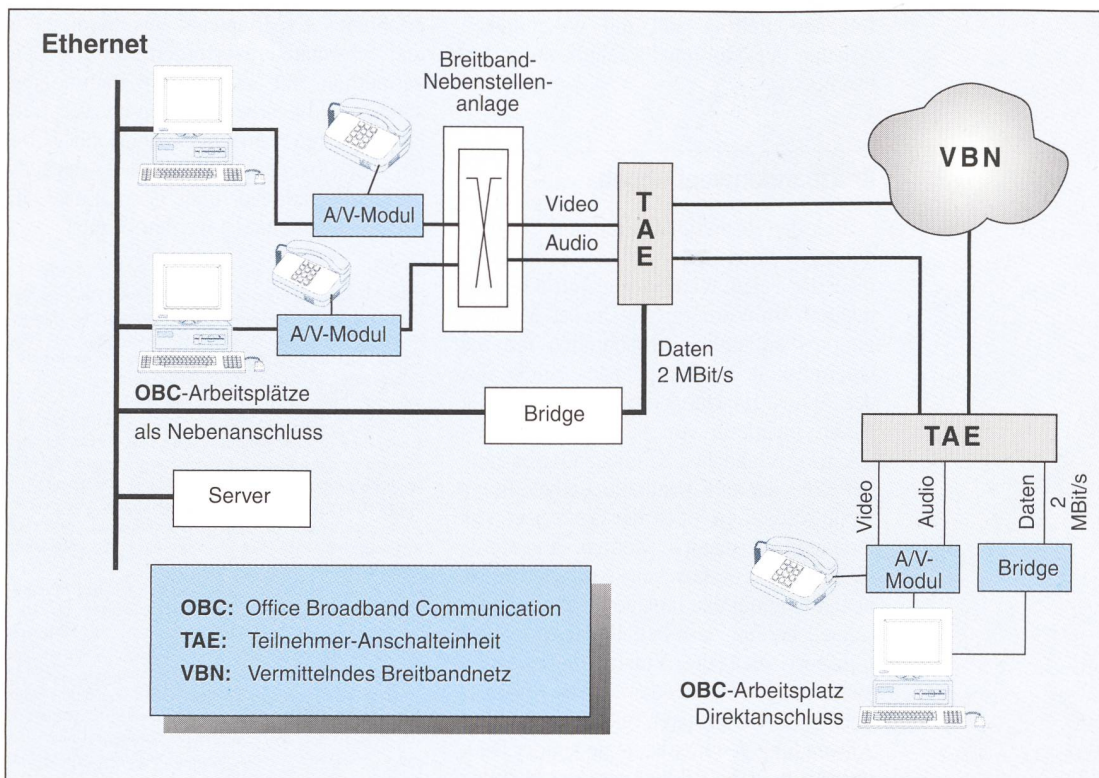 Ethernet
Breitband-
Nebenstellen-
anlage
VBN
A/V-Modul
Video
Audio
TAE
A/V-Modul
Daten
2 MBit/s
OBC-Arbeitsplätze
als Nebenanschluss
Bridge
Server
TAE
Video
Audio
Daten
2
MBit/s
A/V-
Modul
Bridge
OBC-Arbeitsplatz
Direktanschluss
OBC: Office Broadband Communication
TAE: Teilnehmer-Anschalteinheit
VBN: Vermittelndes Breitbandnetz